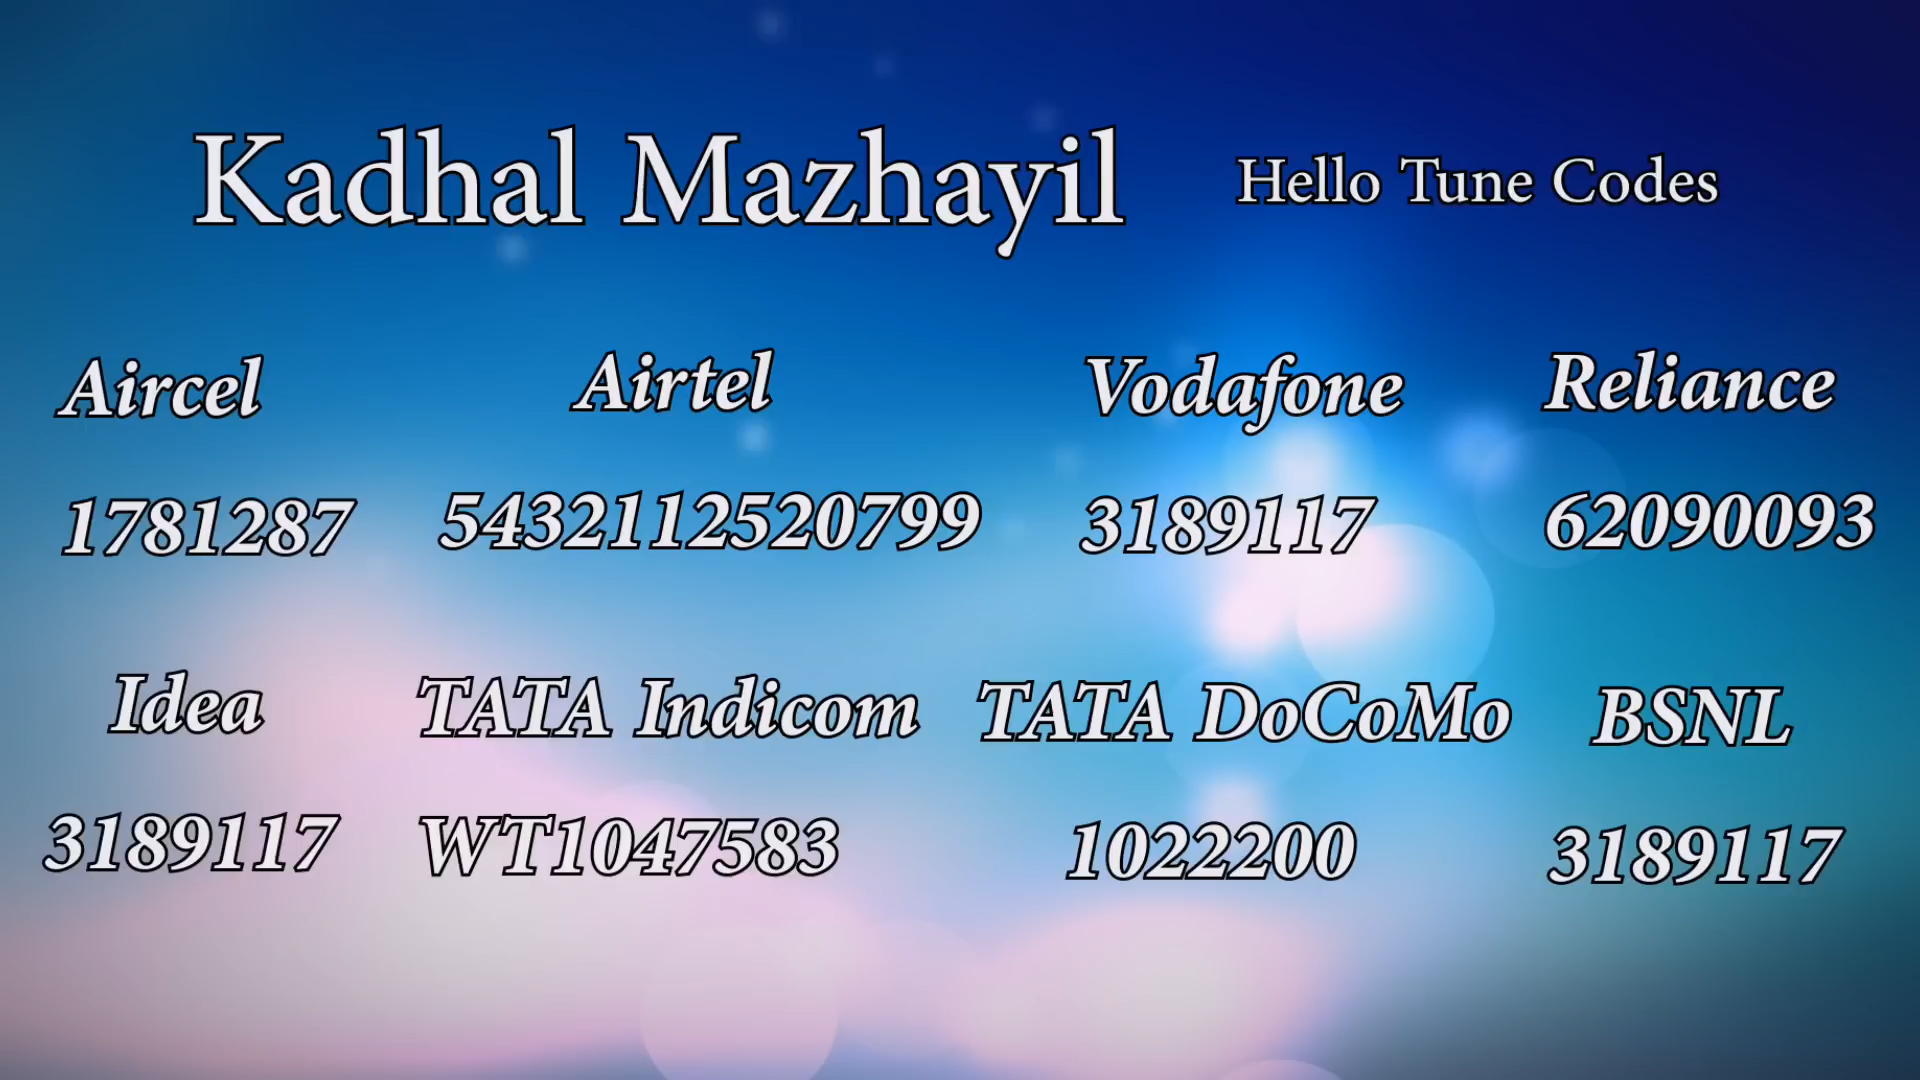 Kadhal Mazhayil Hello Tune Codes
Aircel Airtel Vodafone Reliance
1781287 5432112520799 3189117 62090093
Idea TATA Indicom TATA DoCoMo BSNL
3189117 WT1047583 1022200 3189117